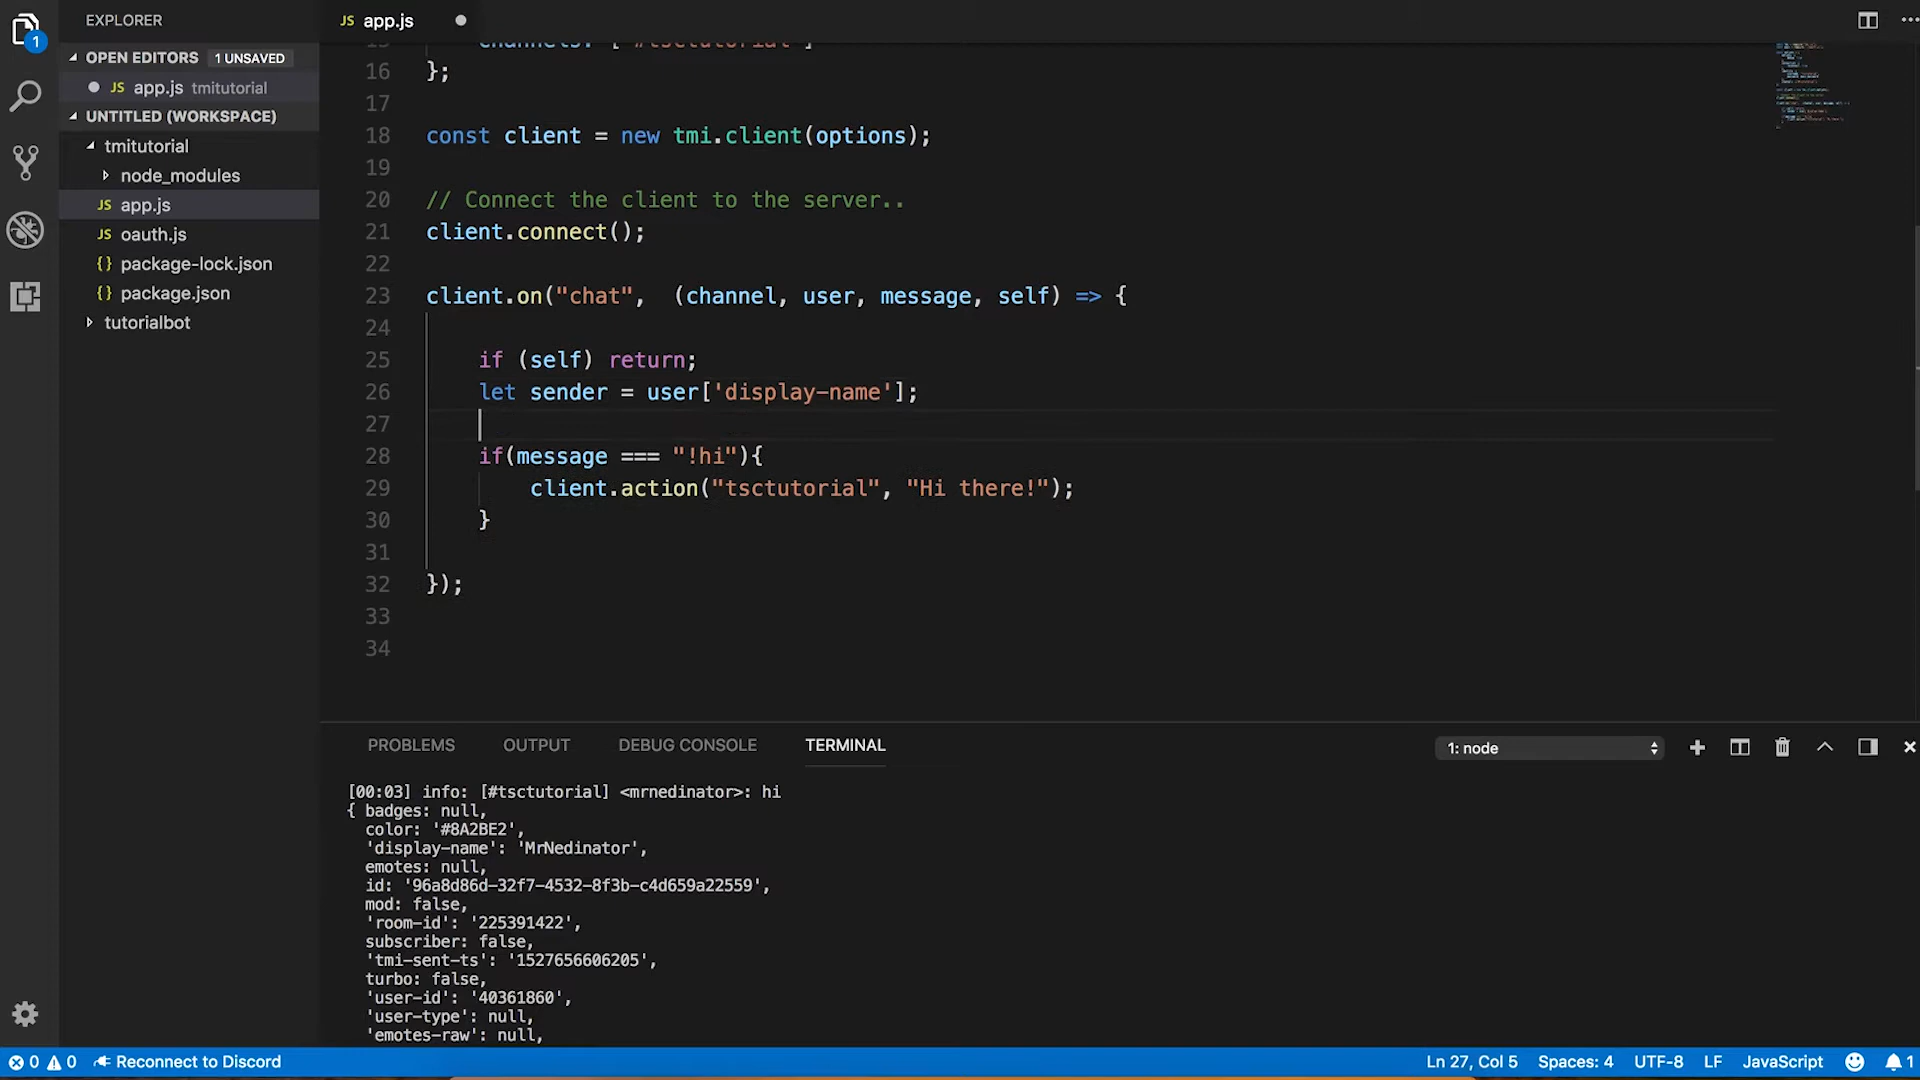 EXPLORER
JS app.js
1
OPEN EDITORS 1 UNSAVED
JS app.js tmitutorial
UNTITLED (WORKSPACE)
tmitutorial
node_modules
JS app.js
JS oauth.js
{} package-lock.json
{} package.json
tutorialbot
15 channels: ["#tsctutorial"]
16 };
17
18 const client = new tmi.client(options);
19
20 // Connect the client to the server..
21 client.connect();
22
23 client.on("chat",  (channel, user, message, self) => {
24
25 if (self) return;
26 let sender = user['display-name'];
27
28 if(message === "!hi"){
29 client.action("tsctutorial", "Hi there!");
30 }
31
32 });
33
34
PROBLEMS OUTPUT DEBUG CONSOLE TERMINAL 1: node
[00:03] info: [#tsctutorial] <mrnedinator>: hi
{ badges: null,
color: '#8A2BE2',
'display-name': 'MrNedinator',
emotes: null,
id: '96a8d86d-32f7-4532-8f3b-c4d659a22559',
mod: false,
'room-id': '225391422',
subscriber: false,
'tmi-sent-ts': '1527656606205',
turbo: false,
'user-id': '40361860',
'user-type': null,
'emotes-raw': null,
0 0 Reconnect to Discord Ln 27, Col 5 Spaces: 4 UTF-8 LF JavaScript 1